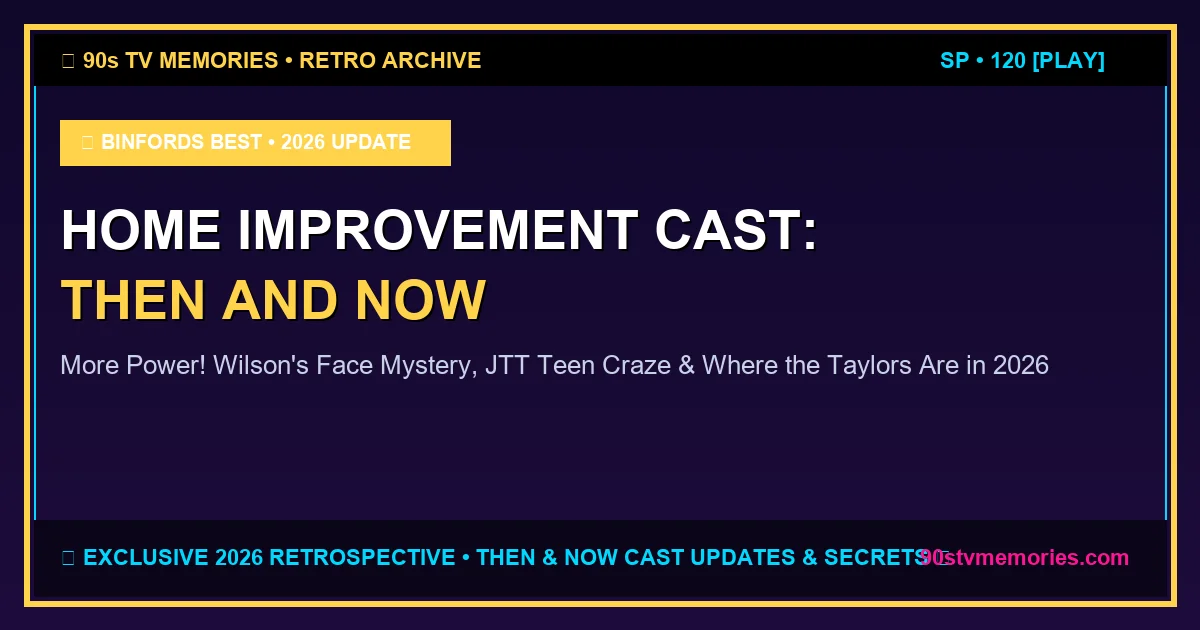 90s TV MEMORIES • RETRO ARCHIVE
SP • 120 [PLAY]
BINFORDS BEST • 2026 UPDATE
HOME IMPROVEMENT CAST:
THEN AND NOW
More Power! Wilson's Face Mystery, JTT Teen Craze & Where the Taylors Are in 2026
EXCLUSIVE 2026 RETROSPECTIVE • THEN & NOW CAST UPDATES & SECRETS
90stvmemories.com